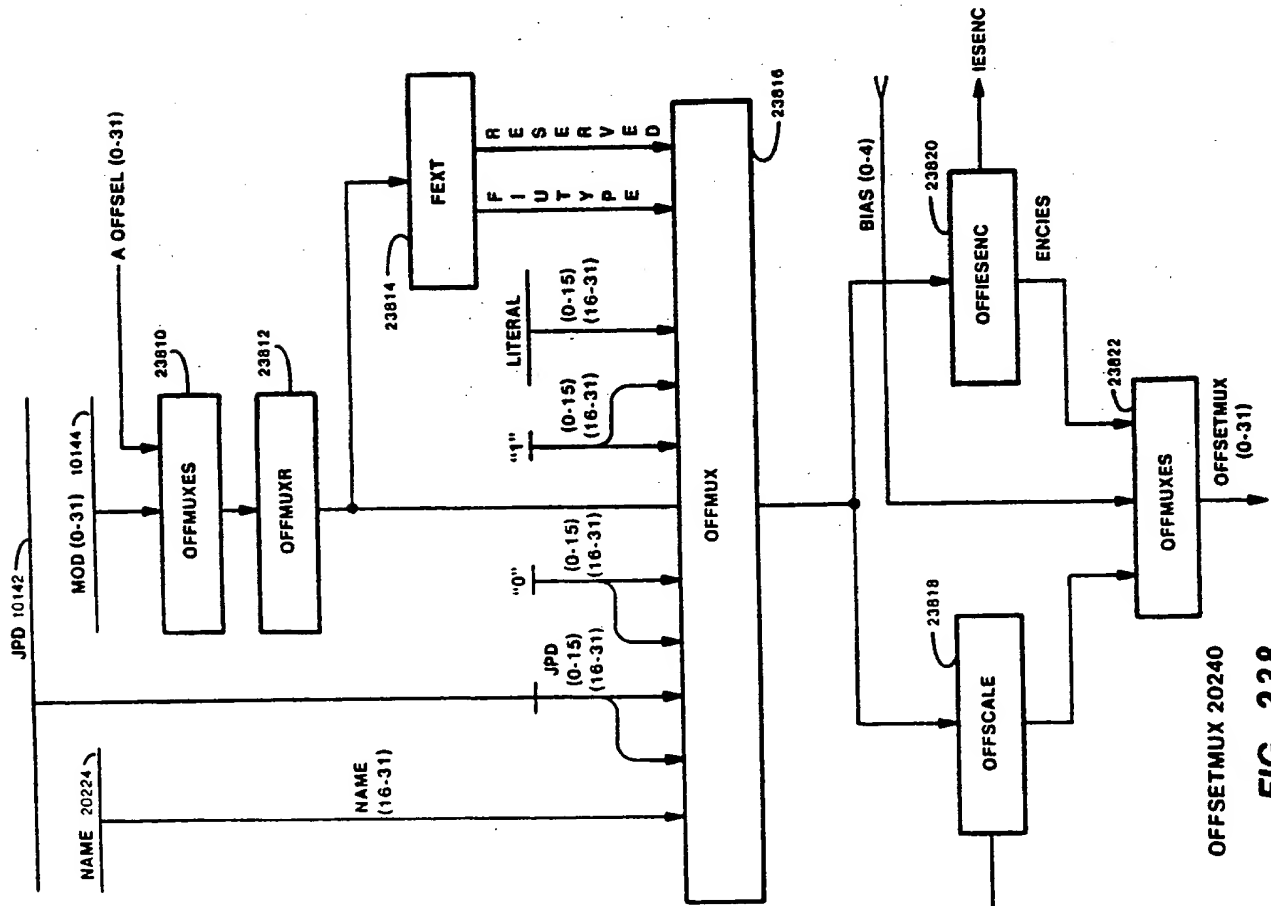 JPD 10142
MOD (0-31) 10144
A OFFSEL (0-31)
23810
OFFMUXES
23812
OFFMUXR
NAME 20224
23814
FEXT
FIUTYPE
RESERVED
NAME
(16-31)
JPD
(0-15)
(16-31)
"0"
(0-15)
(16-31)
"1"
(0-15)
(16-31)
LITERAL
(0-15)
(16-31)
OFFMUX
23816
BIAS (0-4)
23818
OFFSCALE
23820
OFFIESENC
IESENC
ENCIES
23822
OFFMUXES
OFFSETMUX
(0-31)
OFFSETMUX 20240
FIG. 238